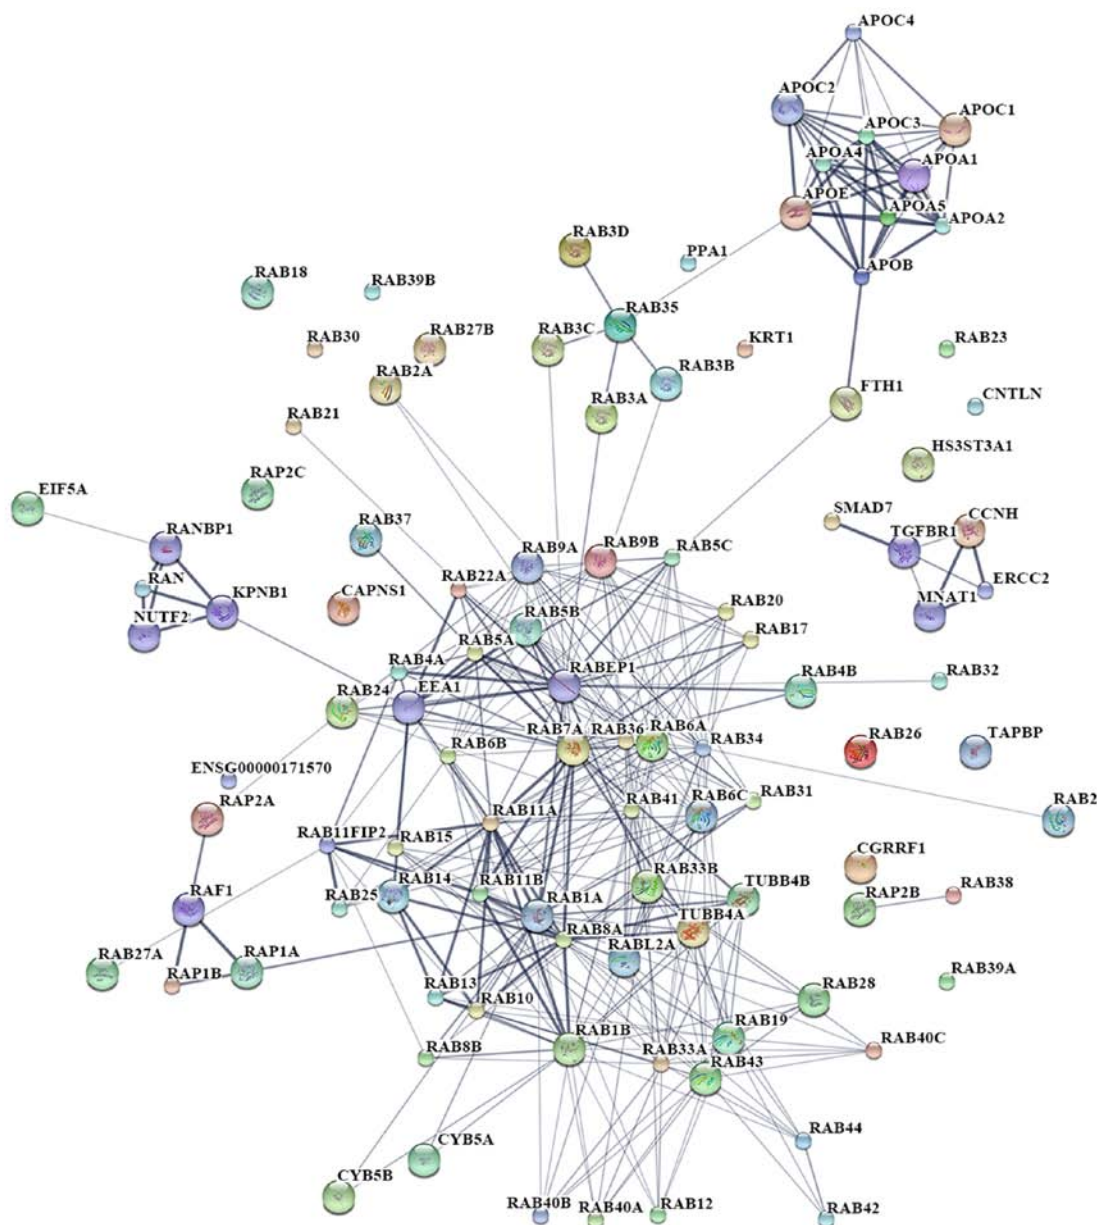 APOC4
APOC2
APOC1
APOC3
APOA4
APOA1
APOE
APOA5
APOA2
RAB3D
PPA1
APOB
RAB18
RAB39B
RAB35
RAB30
RAB27B
RAB3C
KRT1
RAB23
RAB2A
RAB3B
RAB3A
FTH1
CNTLN
RAB21
HS3ST3A1
EIF5A
RAP2C
SMAD7
CCNH
RANBP1
RAB37
TGFBR1
RAB9A
RAB9B
RAB5C
RAN
RAB22A
ERCC2
KPNB1
CAPNS1
MNAT1
NUTF2
RAB5B
RAB20
RAB5A
RAB17
RAB4A
RABEP1
RAB4B
RAB32
EEA1
RAB24
RAB7A
RAB36
RAB6A
RAB34
RAB26
TAPBP
RAB6B
ENSG00000171570
RAB6C
RAB31
RAB2
RAP2A
RAB41
RAB11A
RAB11FIP2
RAB15
CGRRF1
RAF1
RAB14
RAB11B
RAB33B
TUBB4B
RAP2B
RAB38
RAB25
RAB1A
TUBB4A
RAB8A
RAB27A
RAP1A
RABL2A
RAP1B
RAB13
RAB39A
RAB10
RAB28
RAB19
RAB1B
RAB40C
RAB8B
RAB33A
RAB43
CYB5A
RAB44
CYB5B
RAB40B
RAB40A
RAB12
RAB42